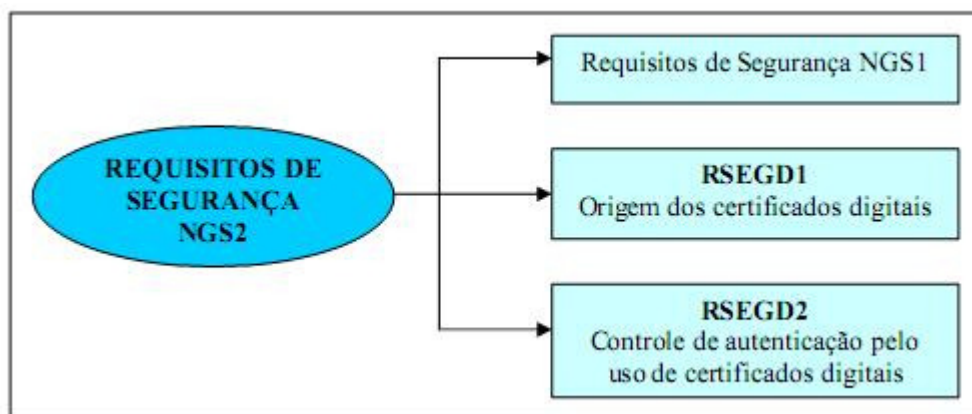 REQUISITOS DE
SEGURANÇA
NGS2
Requisitos de Segurança NGS1
RSEGD1
Origem dos certificados digitais
RSEGD2
Controle de autenticação pelo
uso de certificados digitais